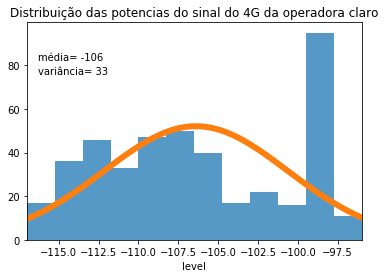 Distribuição das potencias do sinal do 4G da operadora claro
média= -106
variância= 33
80
60
40
20
0
−115.0 −112.5 −110.0 −107.5 −105.0 −102.5 −100.0 −97.5
level